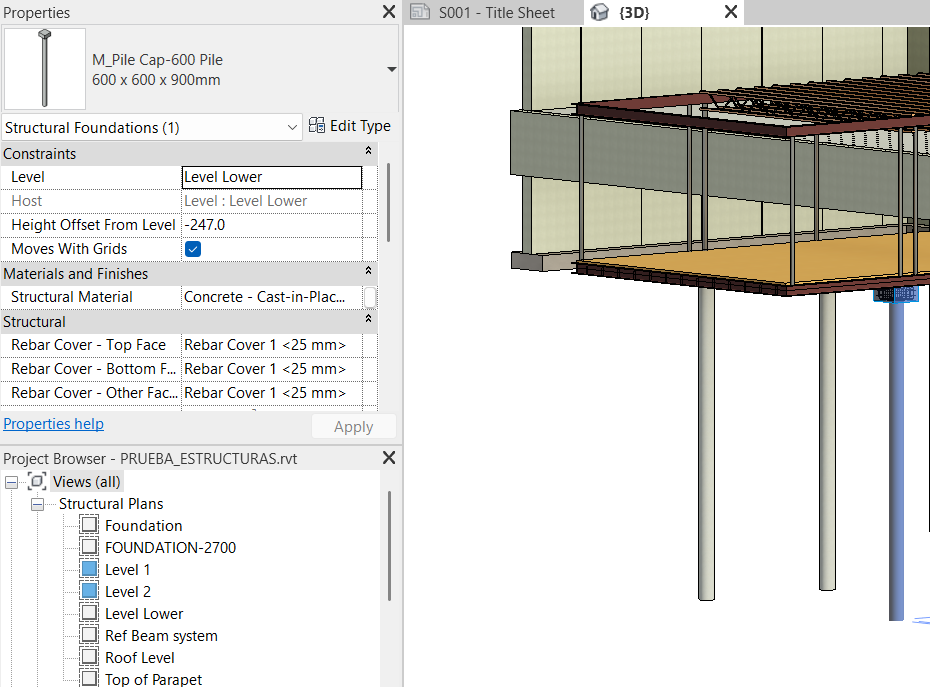 Properties
M_Pile Cap-600 Pile
600 x 600 x 900mm
Structural Foundations (1)
Edit Type
Constraints
Level Level Lower
Host Level : Level Lower
Height Offset From Level -247.0
Moves With Grids
Materials and Finishes
Structural Material Concrete - Cast-in-Plac...
Structural
Rebar Cover - Top Face Rebar Cover 1 <25 mm>
Rebar Cover - Bottom F... Rebar Cover 1 <25 mm>
Rebar Cover - Other Fac... Rebar Cover 1 <25 mm>
Properties help
Apply
Project Browser - PRUEBA_ESTRUCTURAS.rvt
Views (all)
Structural Plans
Foundation
FOUNDATION-2700
Level 1
Level 2
Level Lower
Ref Beam system
Roof Level
Top of Parapet
S001 - Title Sheet
{3D}